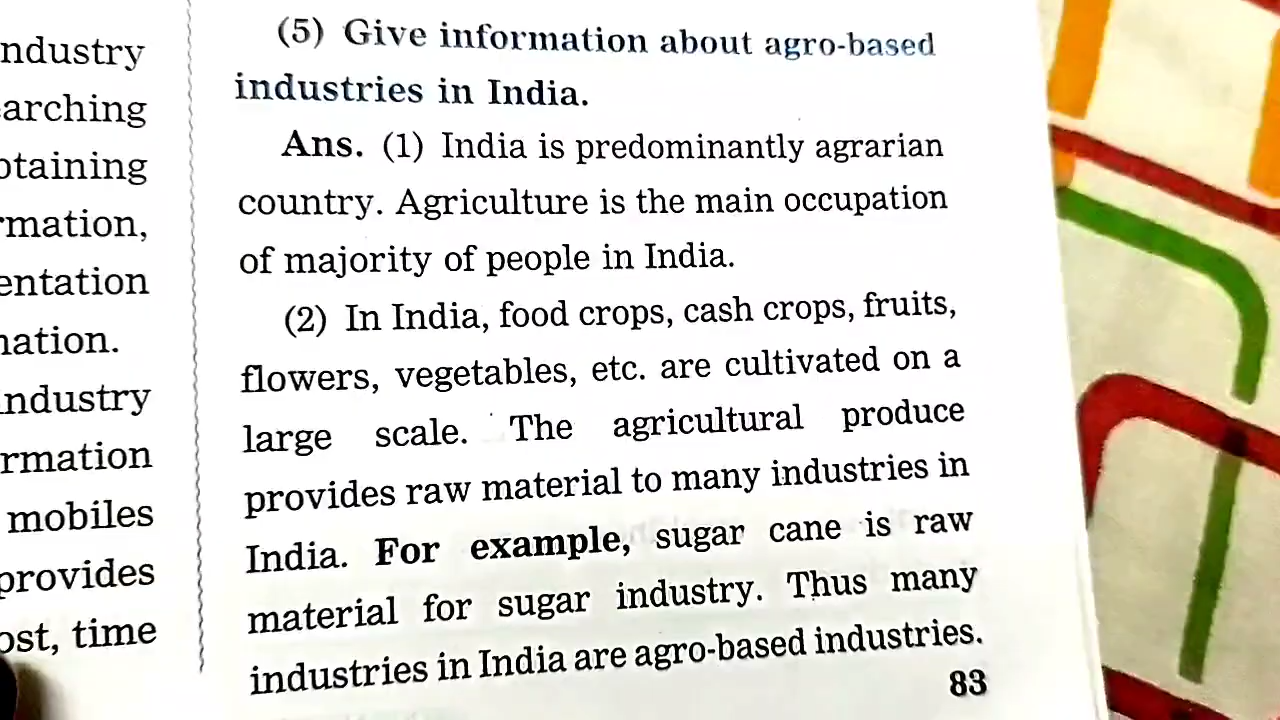 ndustry
earching
btaining
rmation,
entation
nation.
ndustry
rmation
mobiles
provides
ost, time
(5) Give information about agro-based
industries in India.
Ans. (1) India is predominantly agrarian
country. Agriculture is the main occupation
of majority of people in India.
(2) In India, food crops, cash crops, fruits,
flowers, vegetables, etc. are cultivated on a
large scale. The agricultural produce
provides raw material to many industries in
India. For example, sugar cane is raw
material for sugar industry. Thus many
industries in India are agro-based industries.
83